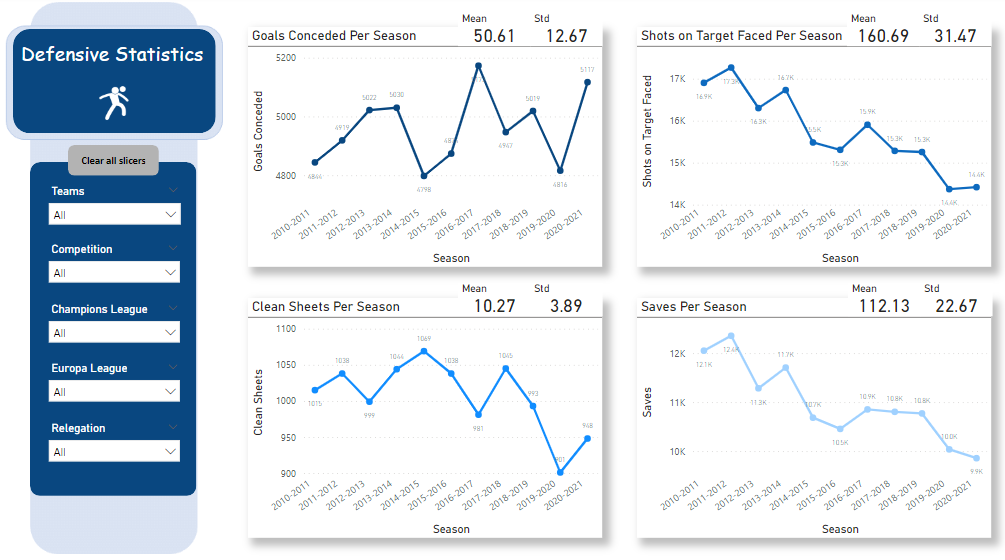 Defensive Statistics
Clear all slicers
Teams
All
Competition
All
Champions League
All
Europa League
All
Relegation
All
Mean Std
Goals Conceded Per Season 50.61 12.67
5200
5000
4800
Goals Conceded
4844
4919
5022
5030
4798
4947
5019
4816
5117
2010-2011
2011-2012
2012-2013
2013-2014
2014-2015
2015-2016
2016-2017
2017-2018
2018-2019
2019-2020
2020-2021
Season
Mean Std
Shots on Target Faced Per Season 160.69 31.47
17K
16K
15K
14K
Shots on Target Faced
16.9K
17.3K
16.3K
16.7K
15.3K
15.9K
15.3K
15.3K
14.4K
14.4K
2010-2011
2011-2012
2012-2013
2013-2014
2014-2015
2015-2016
2016-2017
2017-2018
2018-2019
2019-2020
2020-2021
Season
Mean Std
Clean Sheets Per Season 10.27 3.89
1100
1050
1000
950
900
Clean Sheets
1015
1038
999
1044
1069
1038
981
1045
993
901
948
2010-2011
2011-2012
2012-2013
2013-2014
2014-2015
2015-2016
2016-2017
2017-2018
2018-2019
2019-2020
2020-2021
Season
Mean Std
Saves Per Season 112.13 22.67
12K
11K
10K
Saves
12.1K
12.4K
11.3K
11.7K
10.7K
10.5K
10.9K
10.8K
10.8K
10.0K
9.9K
2010-2011
2011-2012
2012-2013
2013-2014
2014-2015
2015-2016
2016-2017
2017-2018
2018-2019
2019-2020
2020-2021
Season